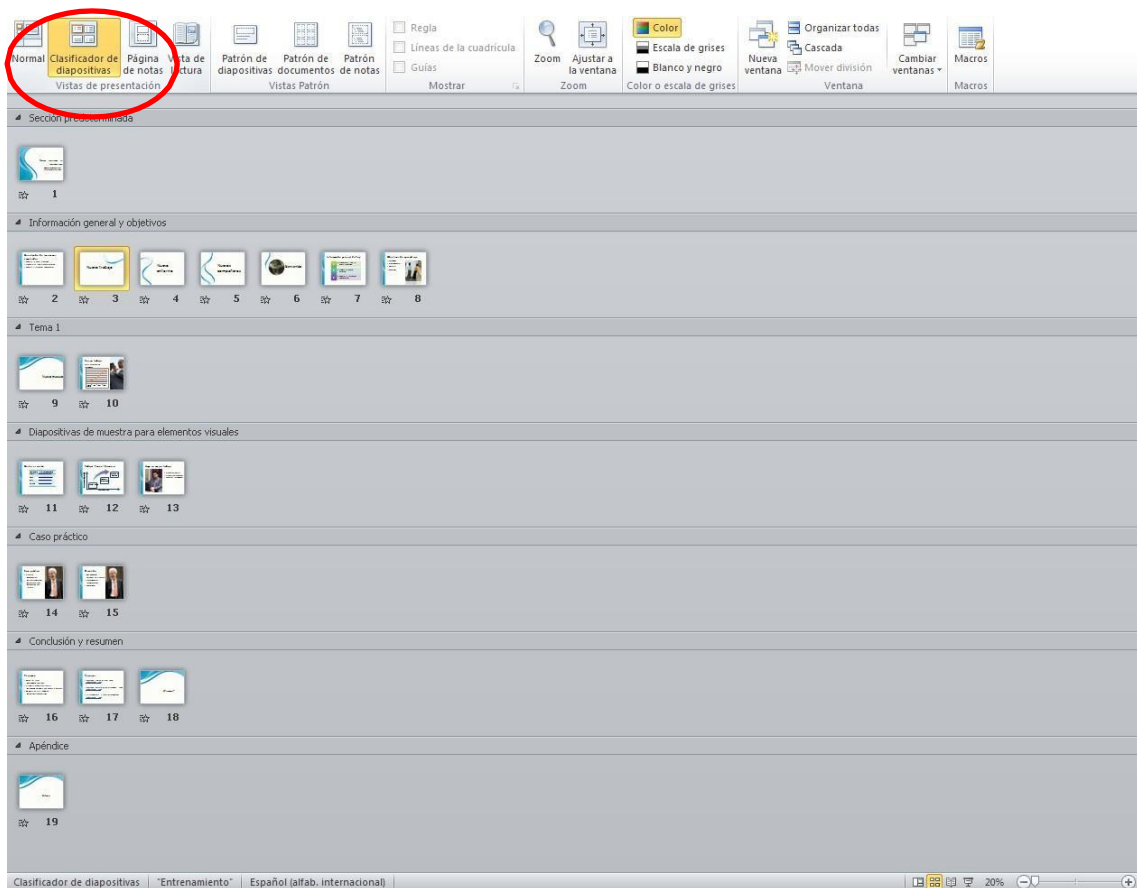 Normal Clasificador de diapositivas Página de notas Vista de lectura
Vistas de presentación
Patrón de diapositivas Patrón de documentos Patrón de notas
Vistas Patrón
Regla
Líneas de la cuadrícula
Guías
Mostrar
Zoom Ajustar a la ventana
Zoom
Color
Escala de grises
Blanco y negro
Color o escala de grises
Nueva ventana
Organizar todas
Cascada
Mover división
Cambiar ventanas
Ventana
Macros
Macros
Sección predeterminada
1
Información general y objetivos
2 3 4 5 6 7 8
Tema 1
9 10
Diapositivas de muestra para elementos visuales
11 12 13
Caso práctico
14 15
Conclusión y resumen
16 17 18
Apéndice
19
Clasificador de diapositivas "Entrenamiento" Español (alfab. internacional) 20%